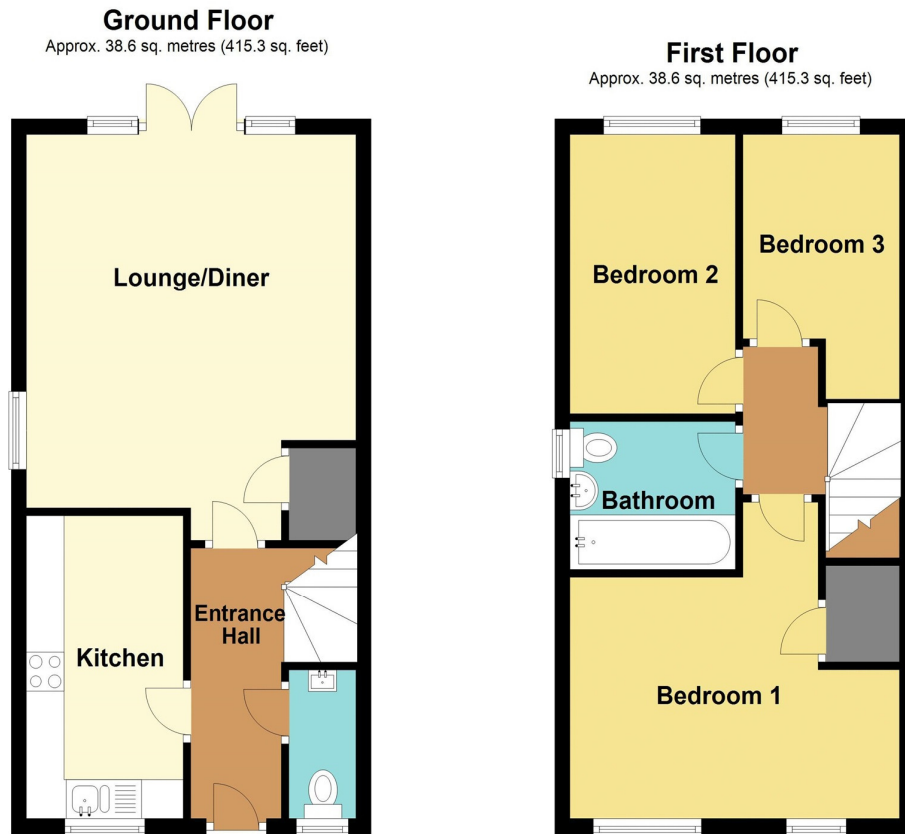 Ground Floor
Approx. 38.6 sq. metres (415.3 sq. feet)
Lounge/Diner
Entrance
Hall
Kitchen
First Floor
Approx. 38.6 sq. metres (415.3 sq. feet)
Bedroom 3
Bedroom 2
Bathroom
Bedroom 1